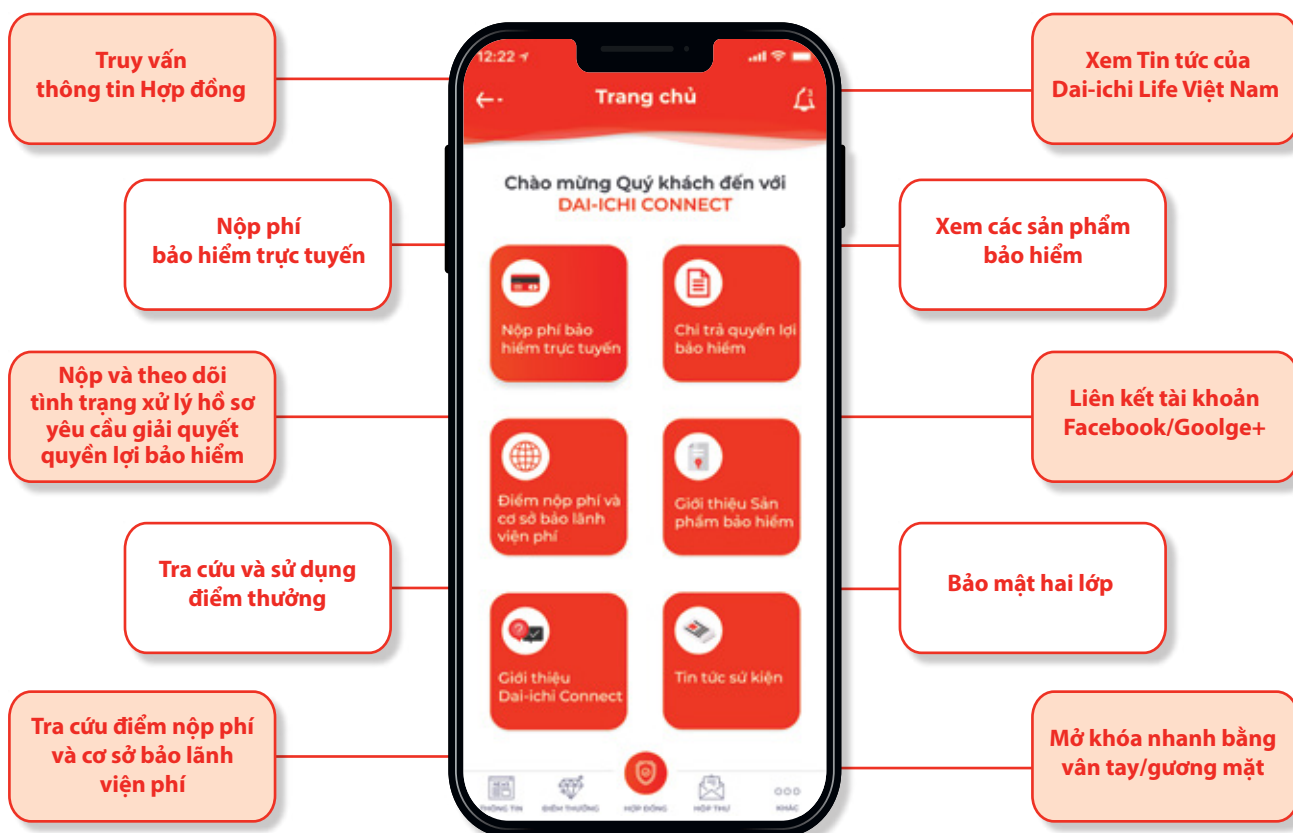 Truy vấn
thông tin Hợp đồng
Nộp phí
bảo hiểm trực tuyến
Nộp và theo dõi
tình trạng xử lý hồ sơ
yêu cầu giải quyết
quyền lợi bảo hiểm
Tra cứu và sử dụng
điểm thưởng
Tra cứu điểm nộp phí
và cơ sở bảo lãnh
viện phí
12:22
Trang chủ
Chào mừng Quý khách đến với
DAI-ICHI CONNECT
Nộp phí bảo
hiểm trực tuyến
Chi trả quyền lợi
bảo hiểm
Điểm nộp phí và
cơ sở bảo lãnh
viện phí
Giới thiệu Sản
phẩm bảo hiểm
Giới thiệu
Dai-ichi Connect
Tin tức sự kiện
THÔNG TIN
ĐIỂM THƯỞNG
HỢP ĐỒNG
HỘP THƯ
KHÁC
Xem Tin tức của
Dai-ichi Life Việt Nam
Xem các sản phẩm
bảo hiểm
Liên kết tài khoản
Facebook/Goolge+
Bảo mật hai lớp
Mở khóa nhanh bằng
vân tay/gương mặt